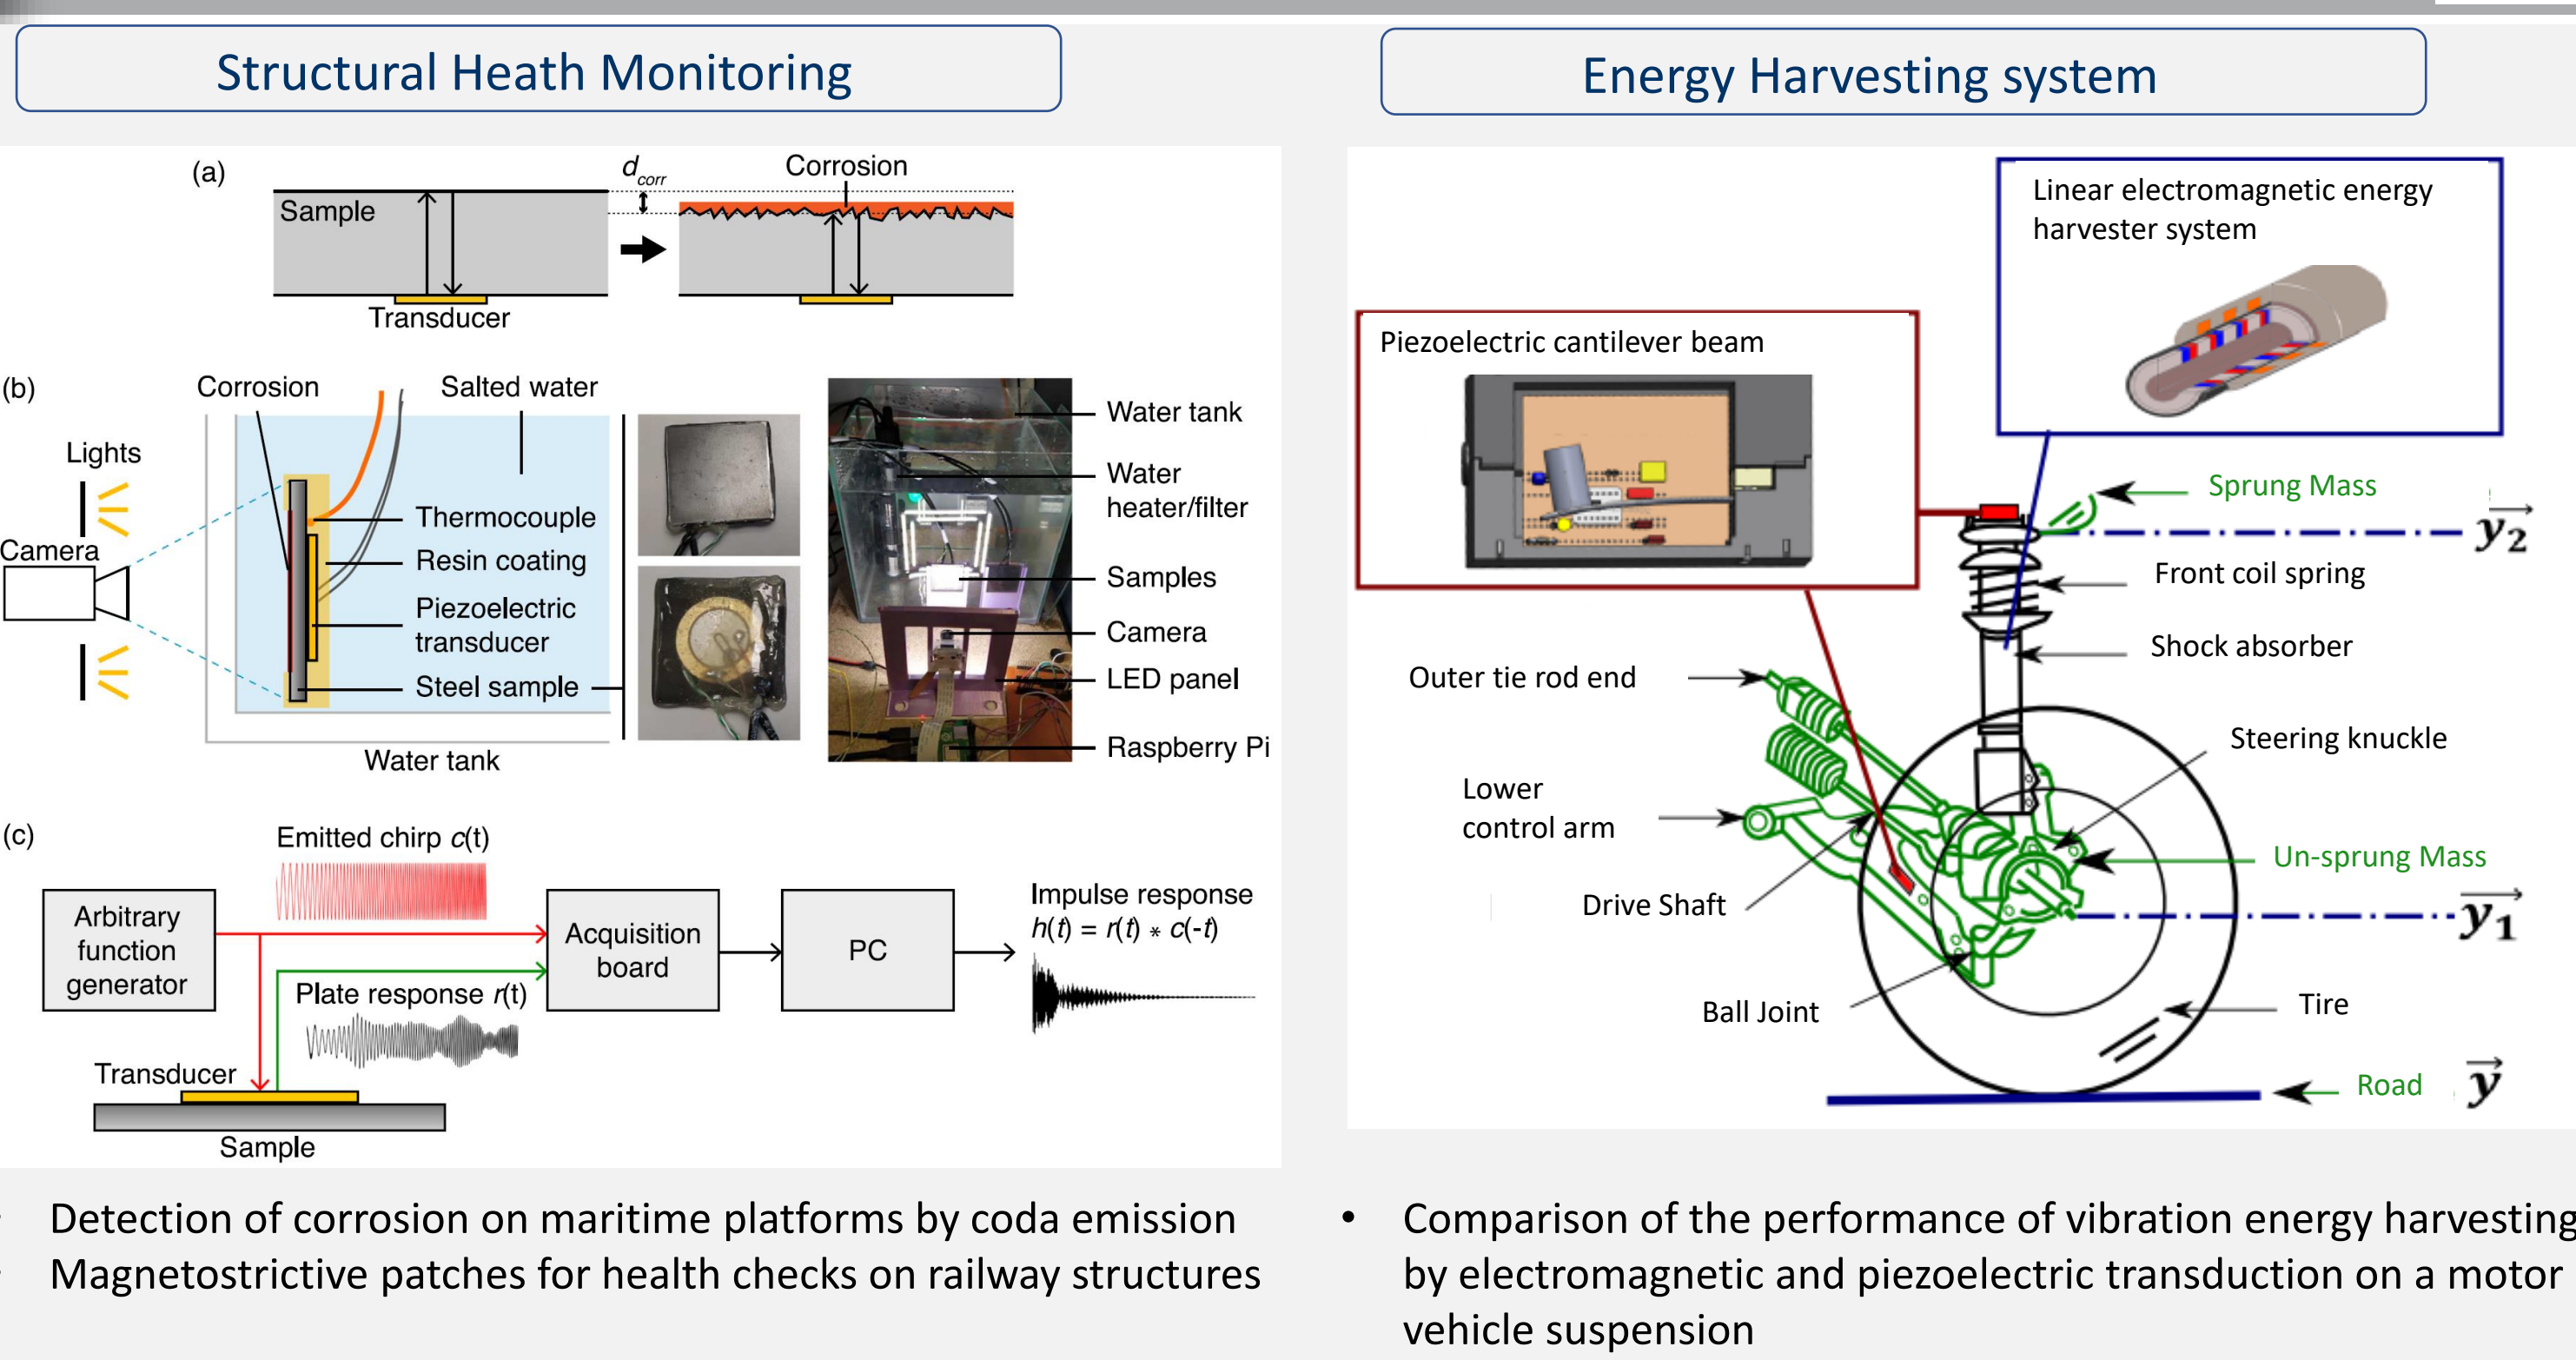 Structural Heath Monitoring
Energy Harvesting system
(a)
d_corr
Corrosion
Sample
Transducer
(b)
Corrosion
Salted water
Lights
Camera
Thermocouple
Resin coating
Piezoelectric
transducer
Steel sample
Water tank
Water tank
Water
heater/filter
Samples
Camera
LED panel
Raspberry Pi
(c)
Emitted chirp c(t)
Arbitrary
function
generator
Acquisition
board
PC
Impulse response
h(t) = r(t) * c(-t)
Plate response r(t)
Transducer
Sample
Detection of corrosion on maritime platforms by coda emission
Magnetostrictive patches for health checks on railway structures
Linear electromagnetic energy
harvester system
Piezoelectric cantilever beam
Sprung Mass
y₂
Front coil spring
Shock absorber
Outer tie rod end
Steering knuckle
Lower
control arm
Un-sprung Mass
Drive Shaft
y₁
Ball Joint
Tire
Road
y
• Comparison of the performance of vibration energy harvesting
by electromagnetic and piezoelectric transduction on a motor
vehicle suspension